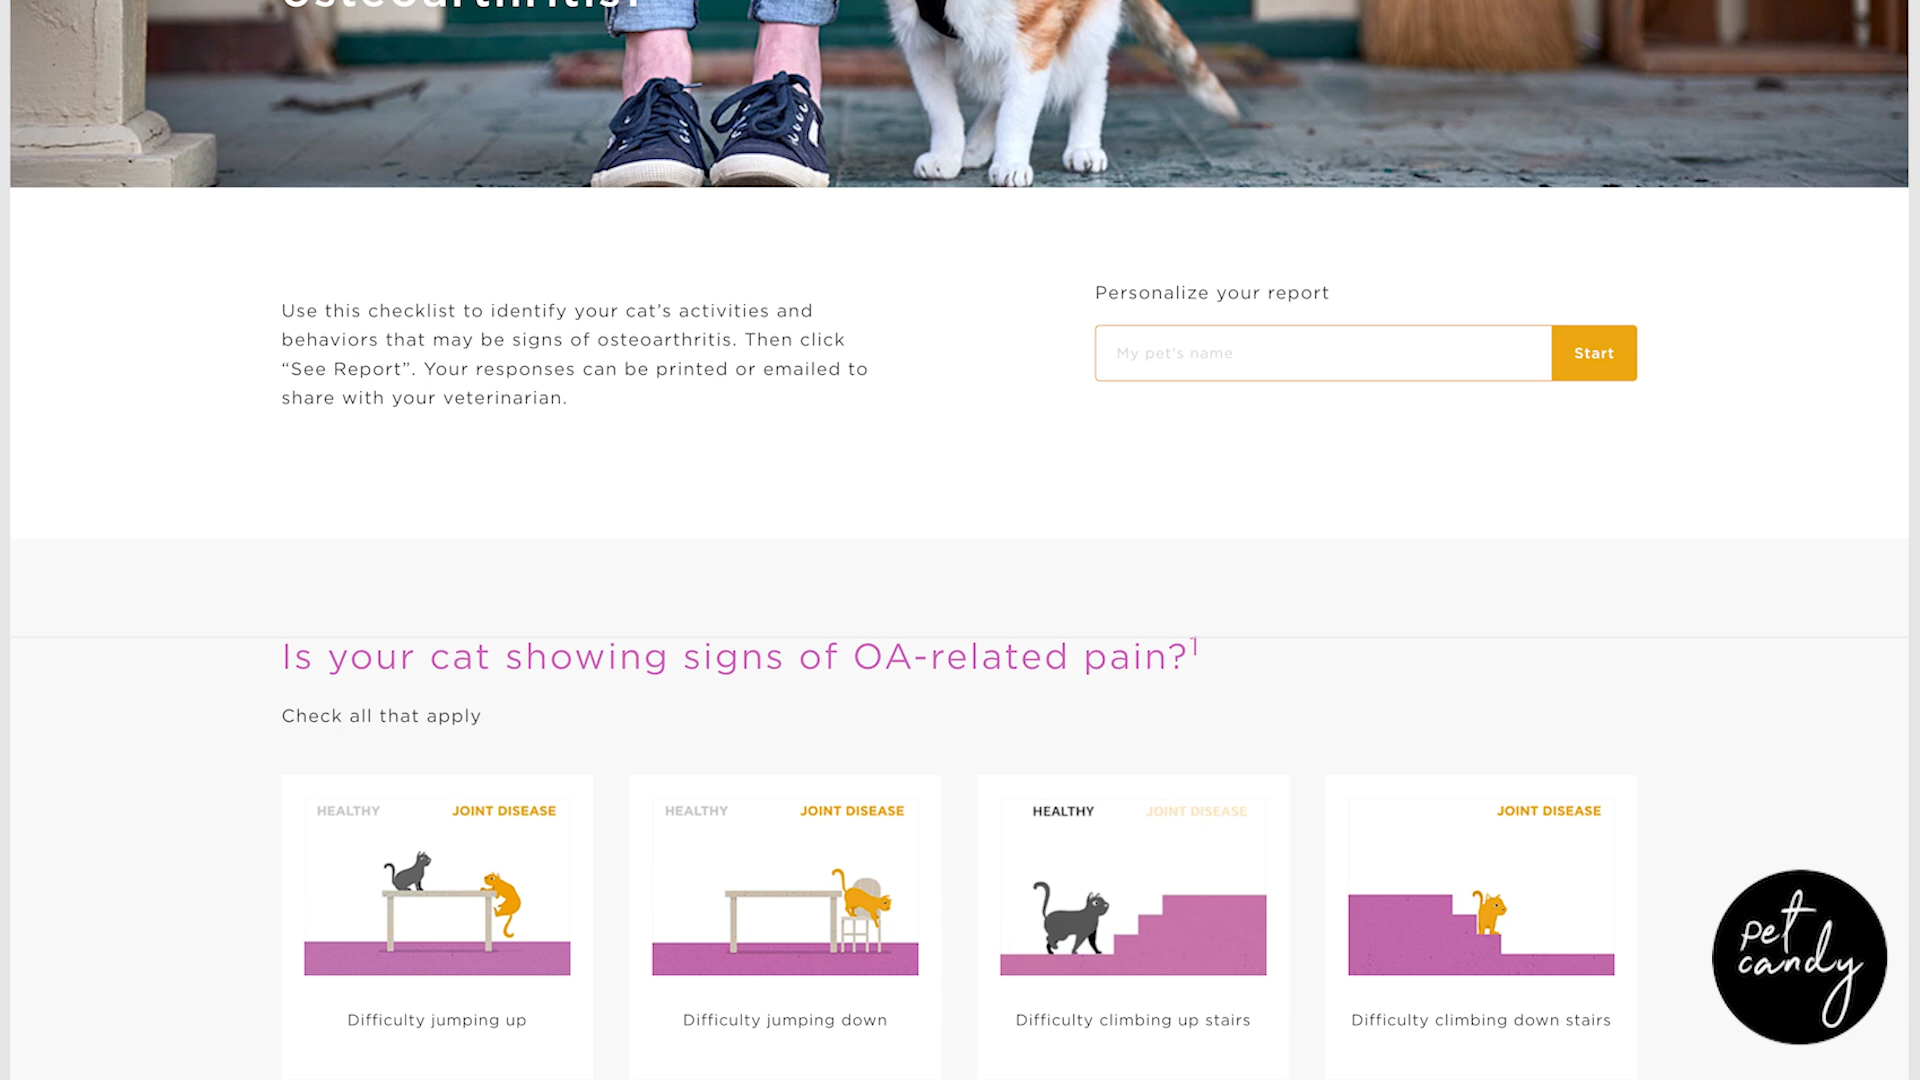 osteoarthritis?
Personalize your report
Use this checklist to identify your cat’s activities and
behaviors that may be signs of osteoarthritis. Then click
“See Report”. Your responses can be printed or emailed to
share with your veterinarian.
My pet's name
Start
Is your cat showing signs of OA-related pain?1
Check all that apply
HEALTHY JOINT DISEASE
HEALTHY JOINT DISEASE
HEALTHY JOINT DISEASE
JOINT DISEASE
Difficulty jumping up
Difficulty jumping down
Difficulty climbing up stairs
Difficulty climbing down stairs
pet
candy